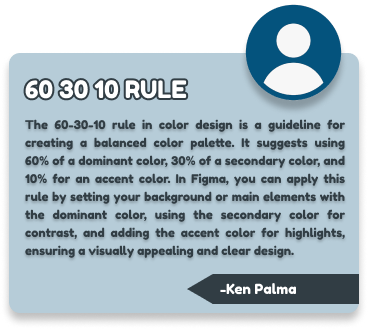 60 30 10 RULE
The 60-30-10 rule in color design is a guideline for
creating a balanced color palette. It suggests using
60% of a dominant color, 30% of a secondary color, and
10% for an accent color. In Figma, you can apply this
rule by setting your background or main elements with
the dominant color, using the secondary color for
contrast, and adding the accent color for highlights,
ensuring a visually appealing and clear design.
-Ken Palma